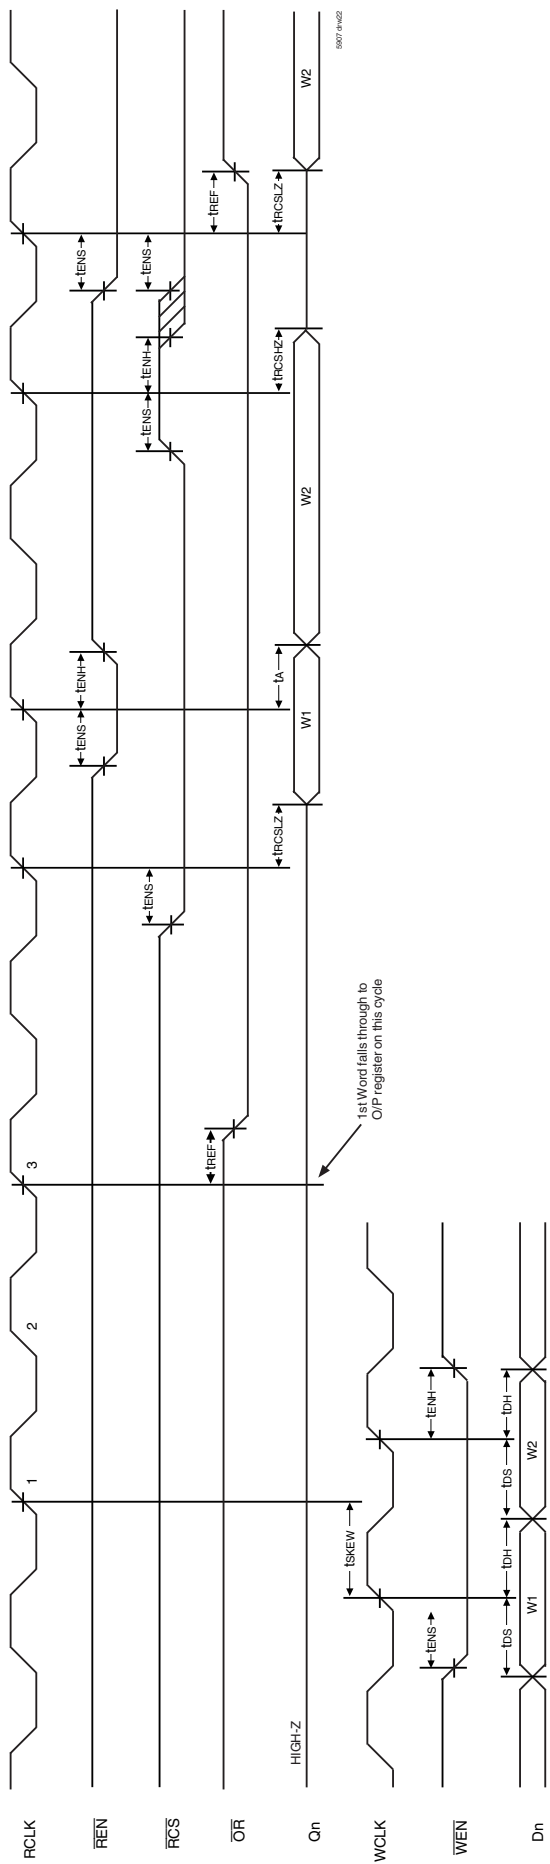 RCLK 1 2 3
REN tENS tENH tENS
RCS tENS tENS tENH tENS
OR tREF tREF
tRCSLZ tA tRCSHZ tRCSLZ
Qn HIGH-Z W1 W2 W2
1st Word falls through to
O/P register on this cycle
5907 drw22
tSKEW
WCLK
WEN tENS tENH
tDS tDH tDS tDH
Dn W1 W2